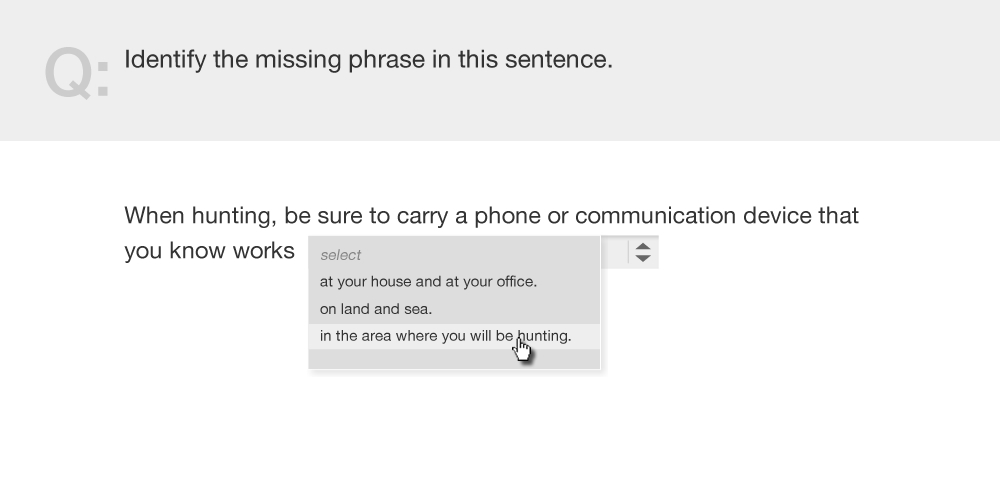 Q: Identify the missing phrase in this sentence.
When hunting, be sure to carry a phone or communication device that
you know works
select
at your house and at your office.
on land and sea.
in the area where you will be hunting.